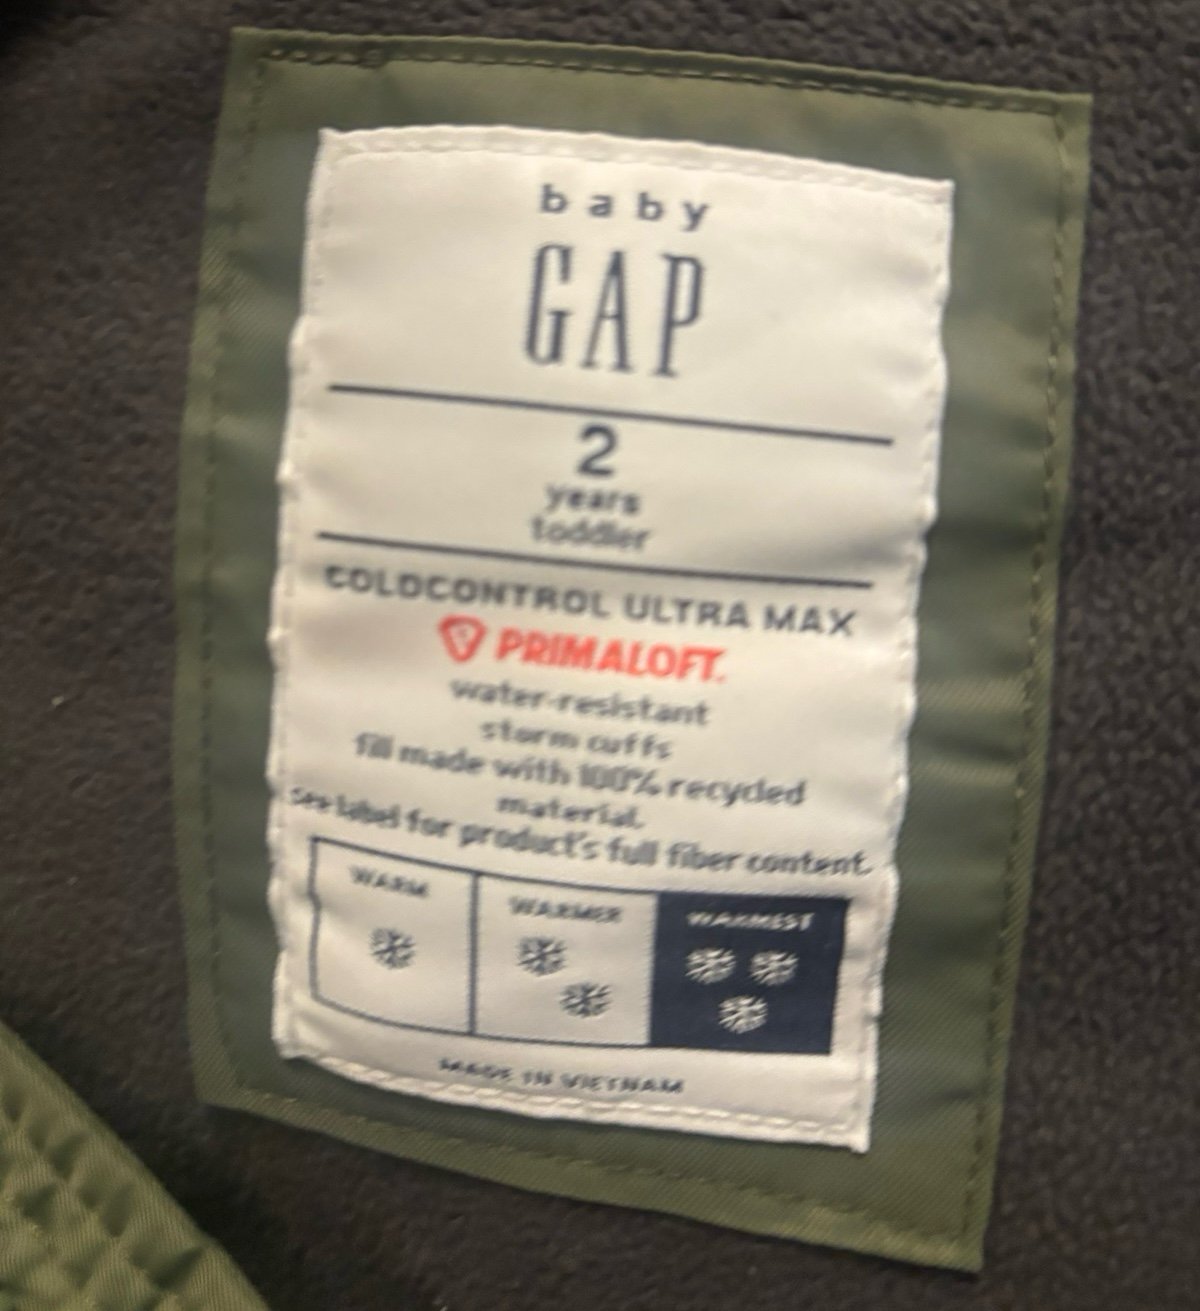 baby
GAP
2
years
toddler
COLDCONTROL ULTRA MAX
PRIMALOFT.
water-resistant
storm cuffs
fill made with 100% recycled
material.
see label for product's full fiber content.
WARM
WARMER
WARMEST
MADE IN VIETNAM